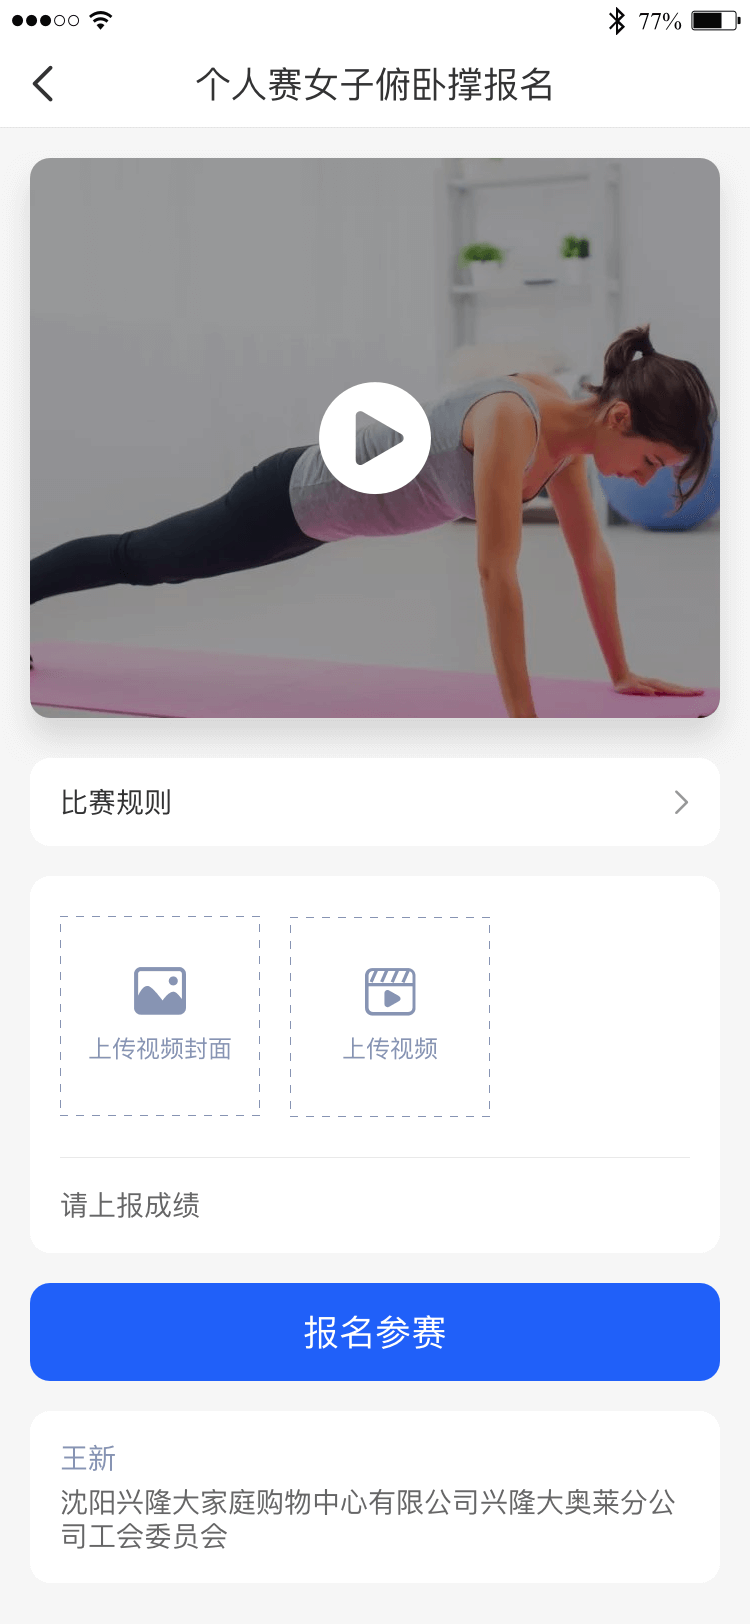 77%
个人赛女子俯卧撑报名
比赛规则
上传视频封面
上传视频
请上报成绩
报名参赛
王新
沈阳兴隆大家庭购物中心有限公司兴隆大奥莱分公
司工会委员会